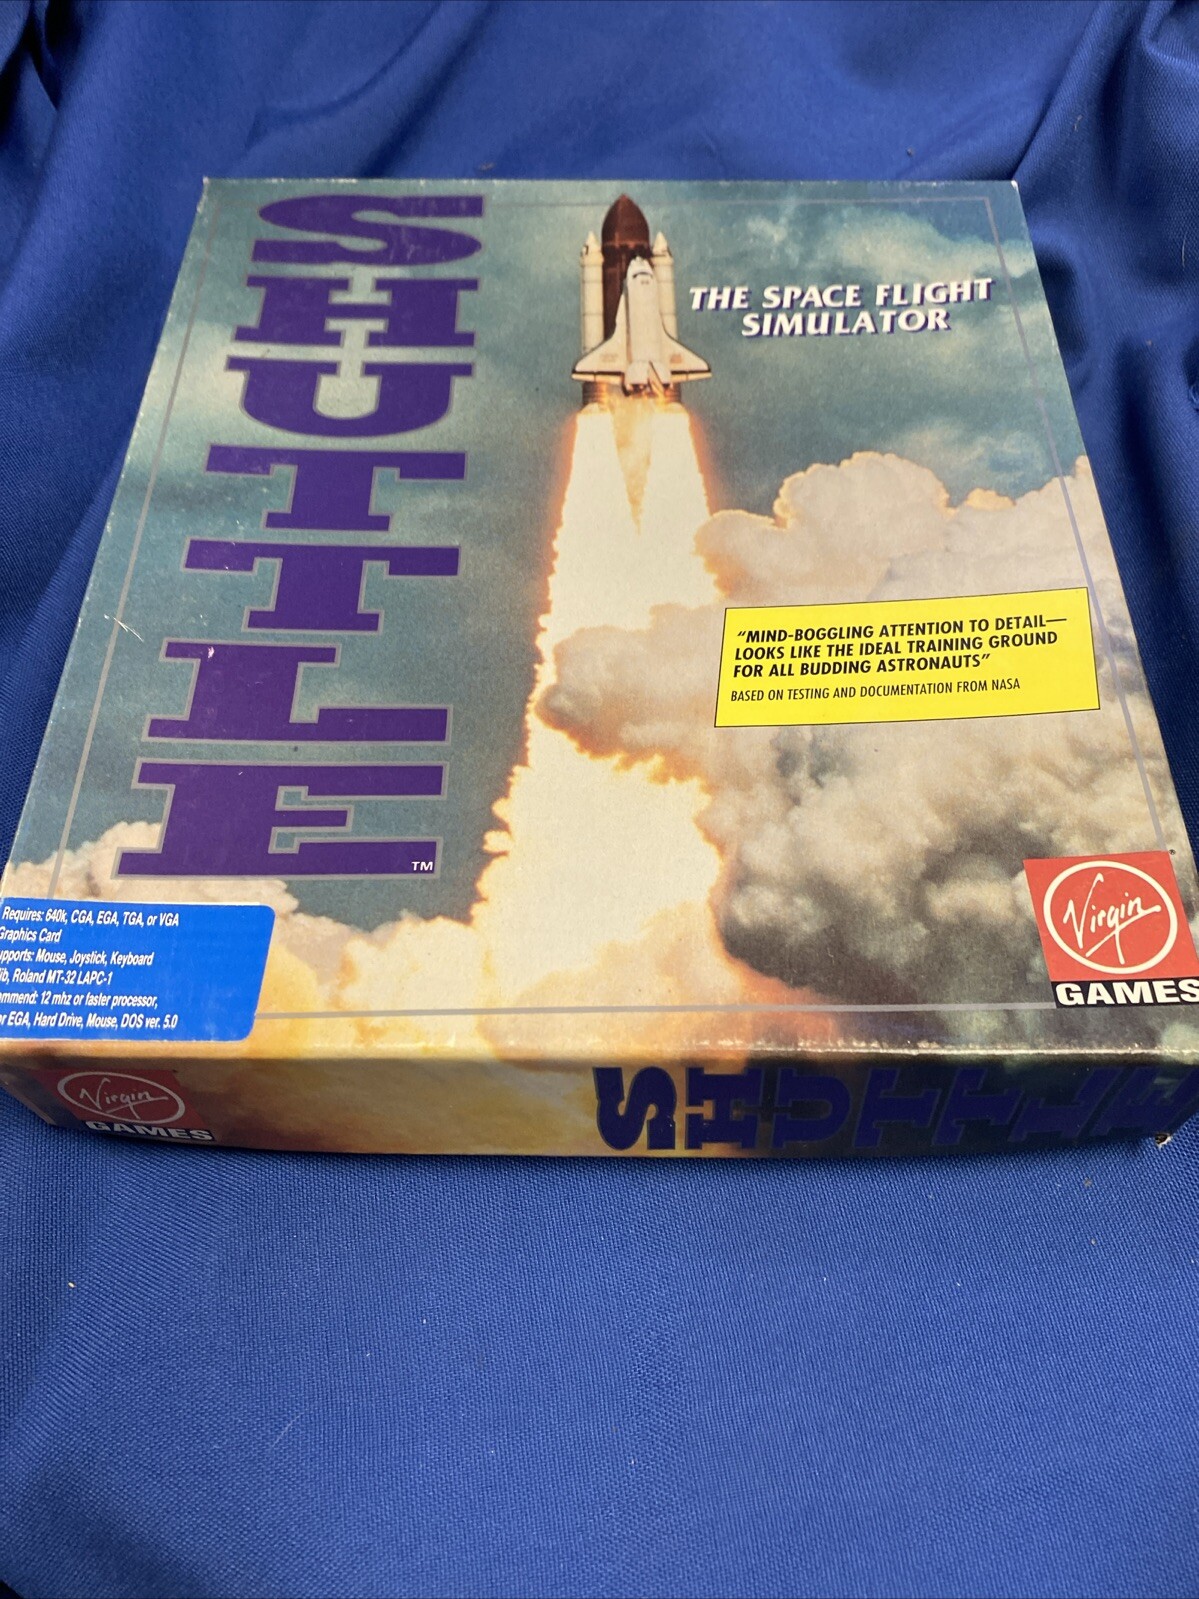 SHUTTLE
TM
THE SPACE FLIGHT
SIMULATOR
"MIND-BOGGLING ATTENTION TO DETAIL—
LOOKS LIKE THE IDEAL TRAINING GROUND
FOR ALL BUDDING ASTRONAUTS"
BASED ON TESTING AND DOCUMENTATION FROM NASA
Requires: 640k, CGA, EGA, TGA, or VGA
Graphics Card
Mouse, Joystick, Keyboard
Roland MT-32 LAPC-1
12 mhz or faster processor,
EGA, Hard Drive, Mouse, DOS ver. 5.0
Virgin
GAMES
Virgin
GAMES
SHUTTLE